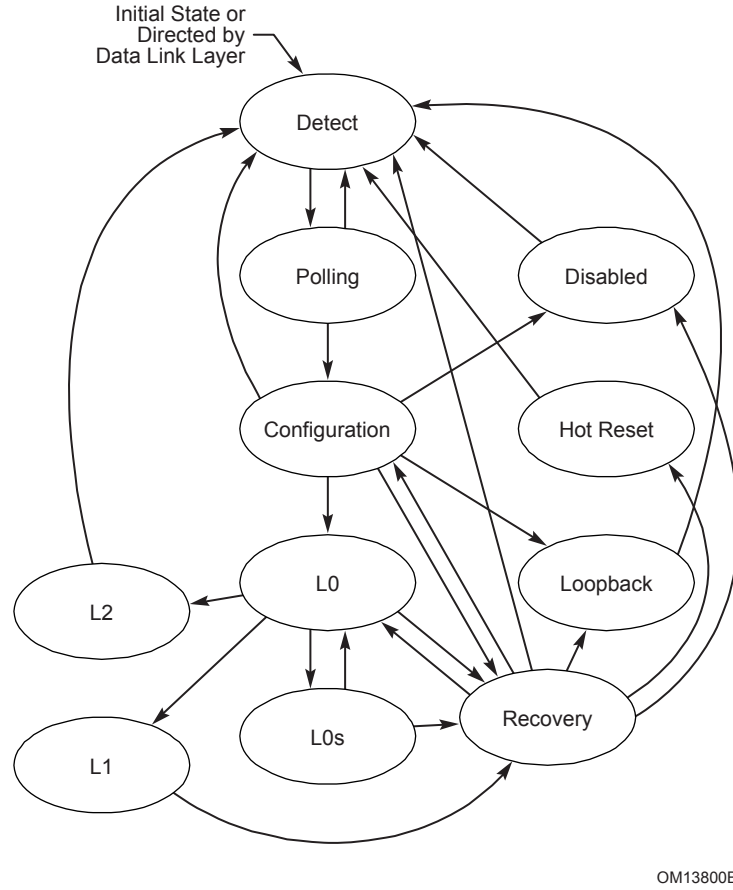 Initial State or
Directed by
Data Link Layer
Detect
Polling
Disabled
Configuration
Hot Reset
L0
Loopback
L2
L0s
Recovery
L1
OM13800B